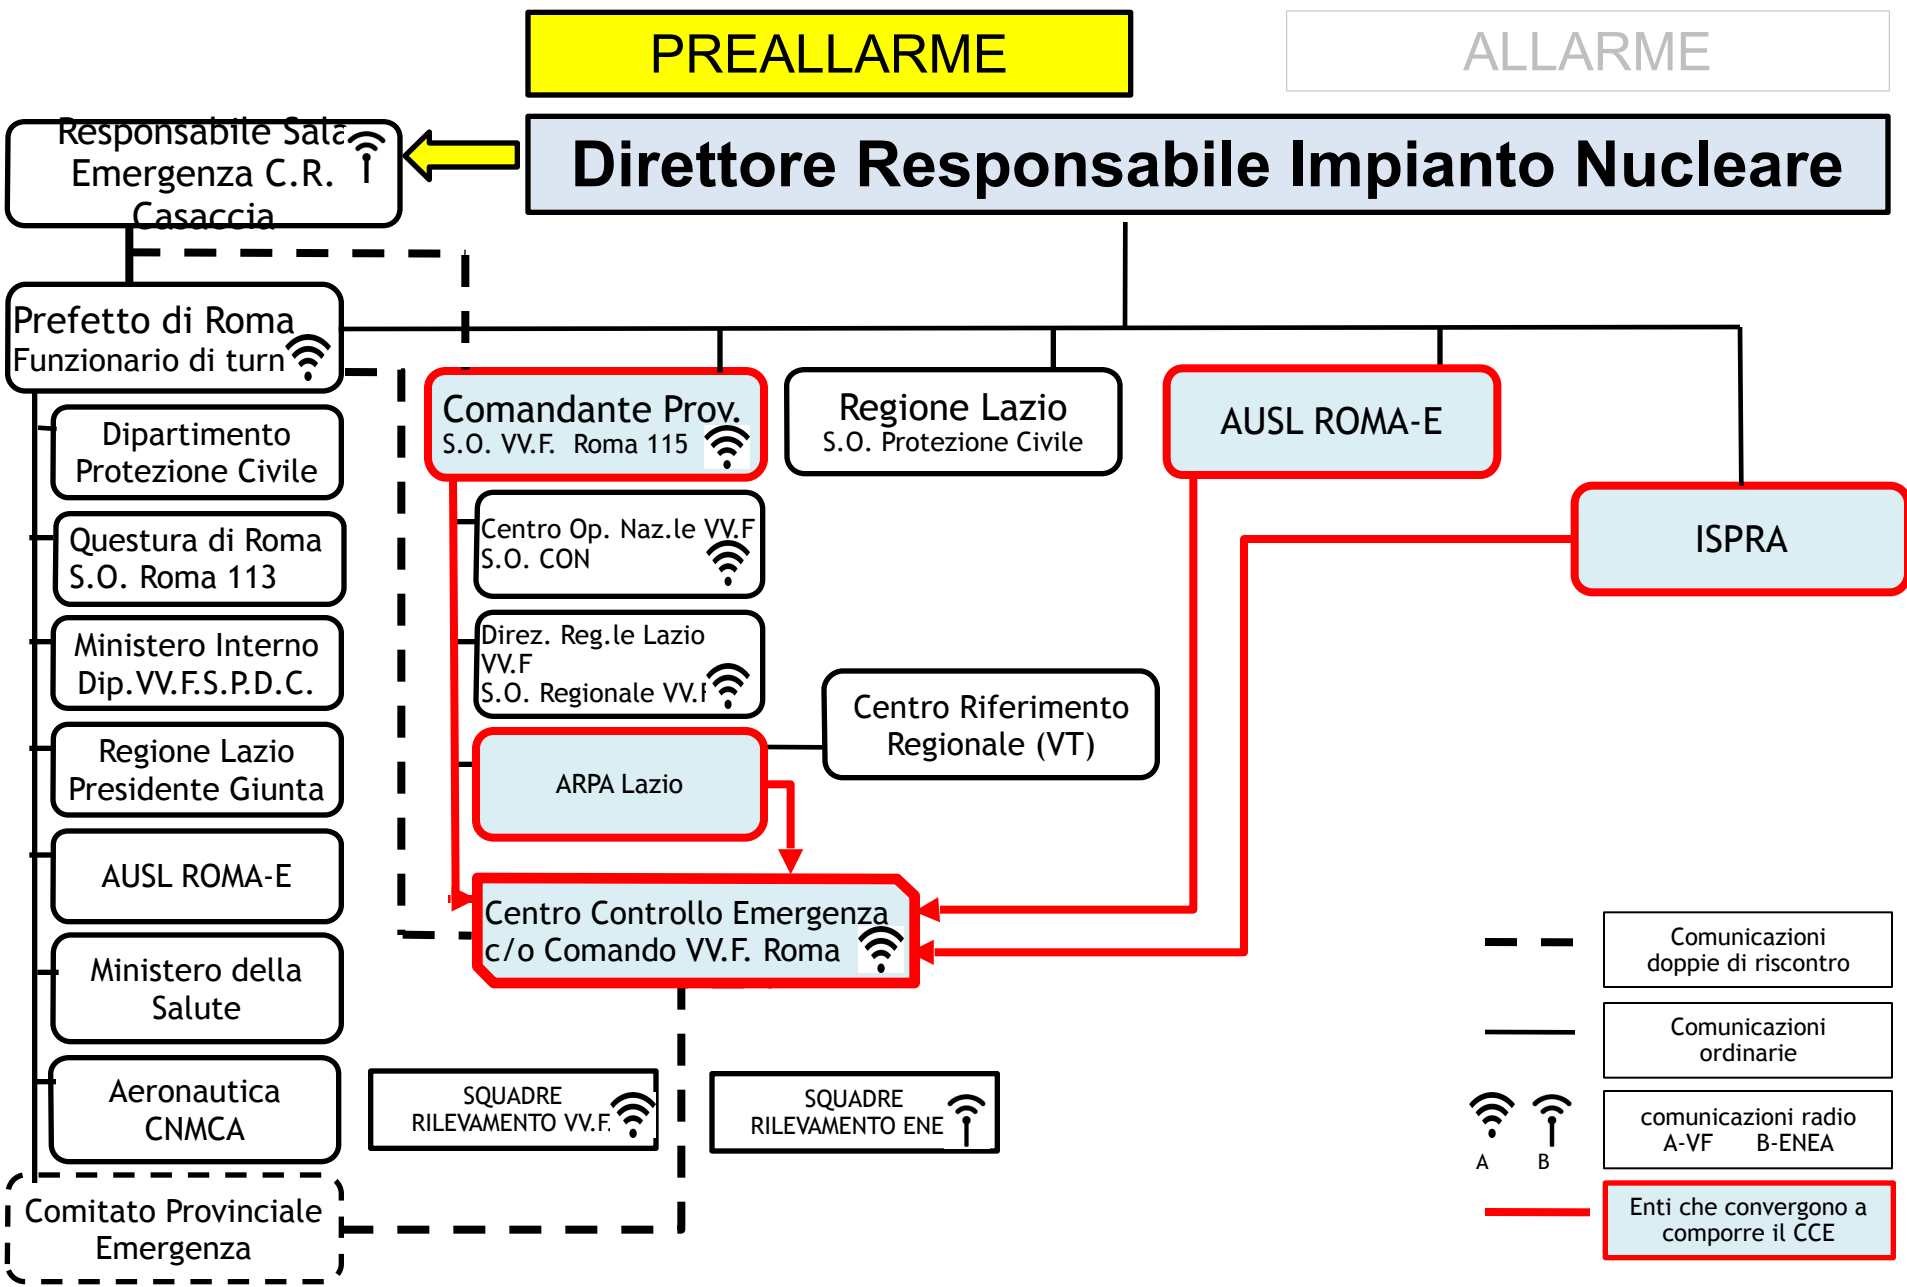 PREALLARME
ALLARME
Responsabile Sala
Emergenza C.R.
Casaccia
Direttore Responsabile Impianto Nucleare
Prefetto di Roma
Funzionario di turn
Comandante Prov.
S.O. VV.F. Roma 115
Regione Lazio
S.O. Protezione Civile
AUSL ROMA-E
ISPRA
Dipartimento
Protezione Civile
Questura di Roma
S.O. Roma 113
Ministero Interno
Dip.VV.F.S.P.D.C.
Regione Lazio
Presidente Giunta
AUSL ROMA-E
Ministero della
Salute
Aeronautica
CNMCA
Comitato Provinciale
Emergenza
Centro Op. Naz.le VV.F
S.O. CON
Direz. Reg.le Lazio
VV.F
S.O. Regionale VV.F
ARPA Lazio
Centro Riferimento
Regionale (VT)
Centro Controllo Emergenza
c/o Comando VV.F. Roma
SQUADRE
RILEVAMENTO VV.F.
SQUADRE
RILEVAMENTO ENE
Comunicazioni
doppie di riscontro
Comunicazioni
ordinarie
comunicazioni radio
A-VF B-ENEA
A B
Enti che convergono a
comporre il CCE